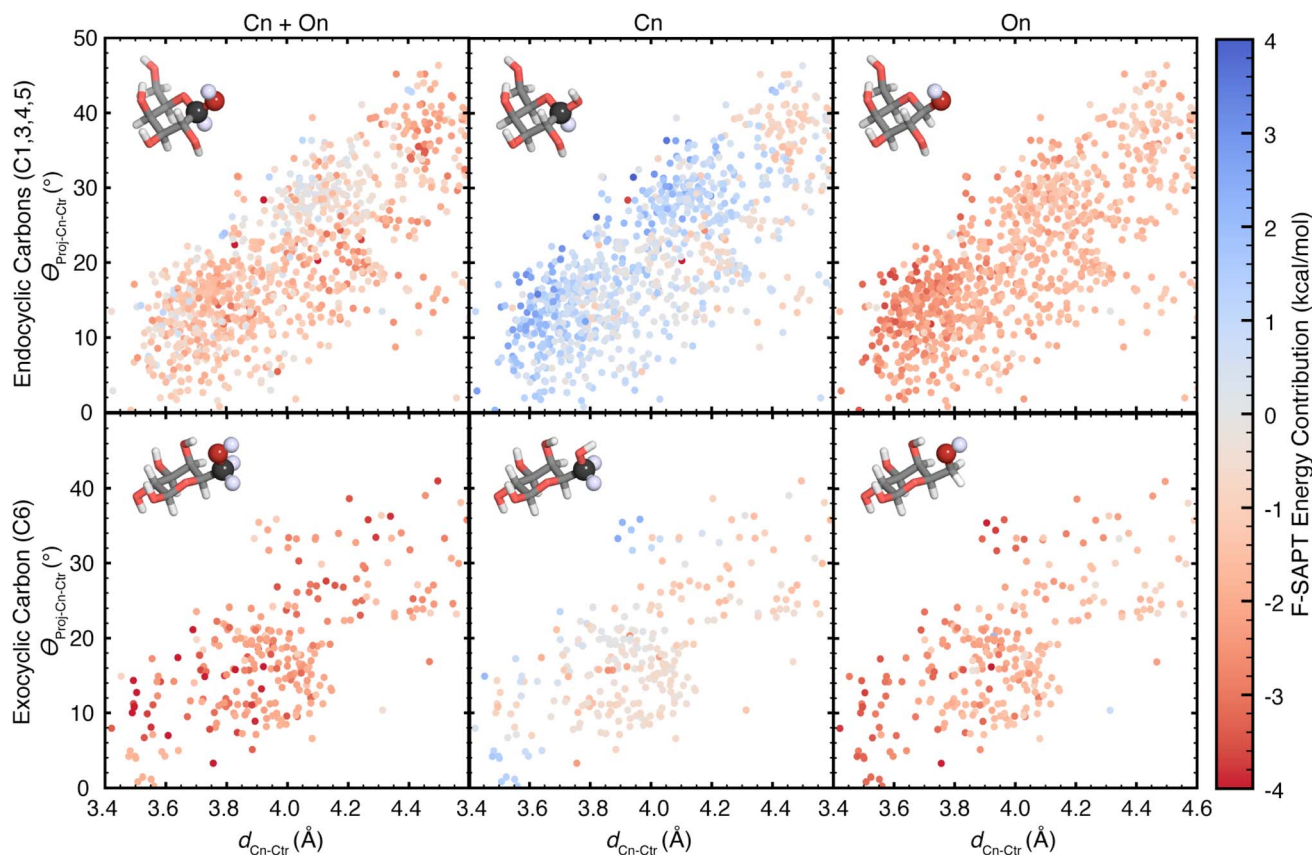 Cn + On
Cn
On
Endocyclic Carbons (C1,3,4,5)
ΘProj-Cn-Ctr (°)
50
40
30
20
10
0
Exocyclic Carbon (C6)
ΘProj-Cn-Ctr (°)
40
30
20
10
0
3.4 3.6 3.8 4.0 4.2 4.4 3.4 3.6 3.8 4.0 4.2 4.4 3.4 3.6 3.8 4.0 4.2 4.4 4.6
dCn-Ctr (Å) dCn-Ctr (Å) dCn-Ctr (Å)
4
3
2
1
0
-1
-2
-3
-4
F-SAPT Energy Contribution (kcal/mol)